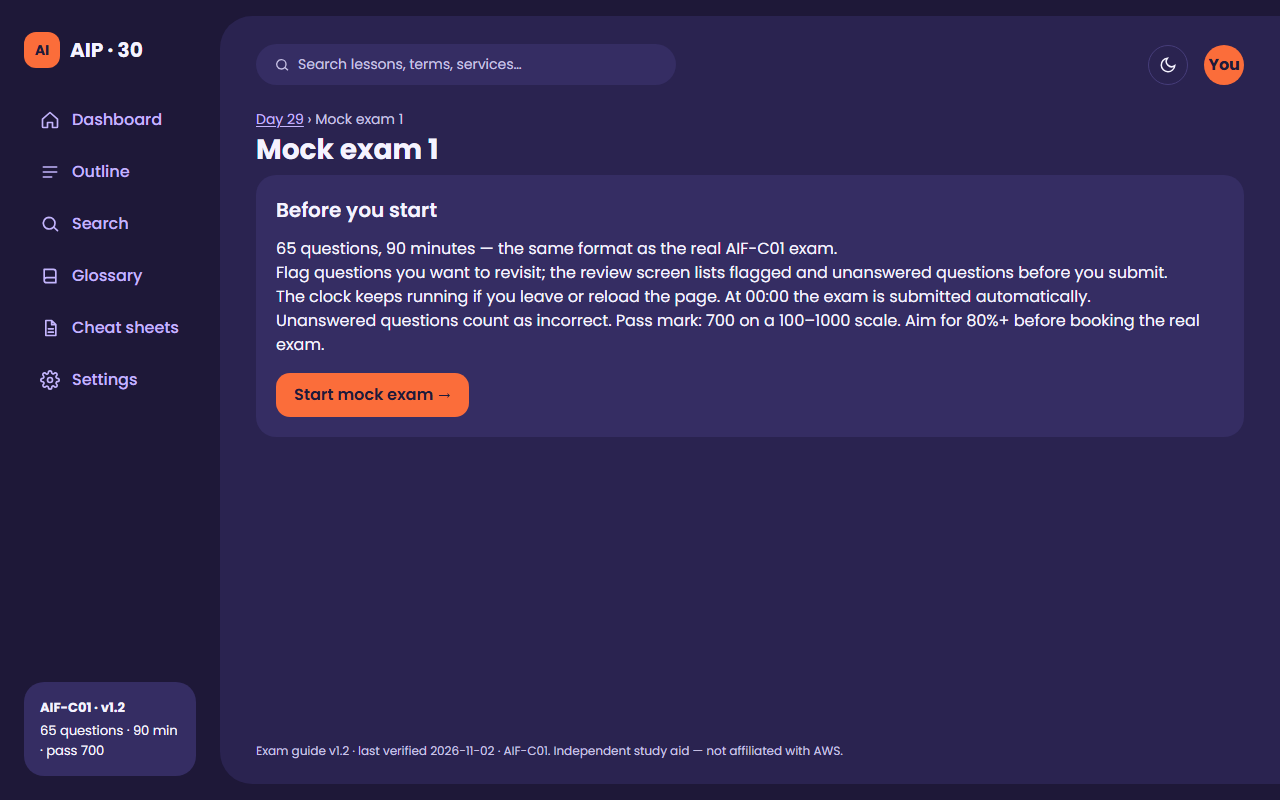 AI
AIP · 30
Dashboard
Outline
Search
Glossary
Cheat sheets
Settings
AIF-C01 · v1.2
65 questions · 90 min
· pass 700
Search lessons, terms, services…
You
Day 29 › Mock exam 1
Mock exam 1
Before you start
65 questions, 90 minutes — the same format as the real AIF-C01 exam.
Flag questions you want to revisit; the review screen lists flagged and unanswered questions before you submit.
The clock keeps running if you leave or reload the page. At 00:00 the exam is submitted automatically.
Unanswered questions count as incorrect. Pass mark: 700 on a 100–1000 scale. Aim for 80%+ before booking the real
exam.
Start mock exam →
Exam guide v1.2 · last verified 2026-11-02 · AIF-C01. Independent study aid — not affiliated with AWS.